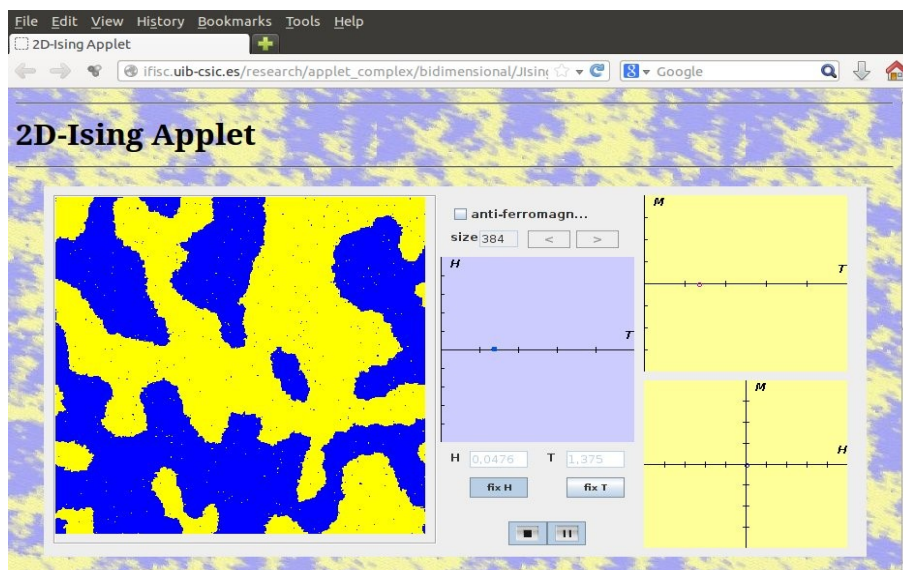 File Edit View History Bookmarks Tools Help
2D-Ising Applet
ifisc.uib-csic.es/research/applet_complex/bidimensional/JIsin
Google
2D-Ising Applet
anti-ferromagn...
size 384 < >
H
T
H 0,0476 T 1,375
fix H fix T
M
T
M
H